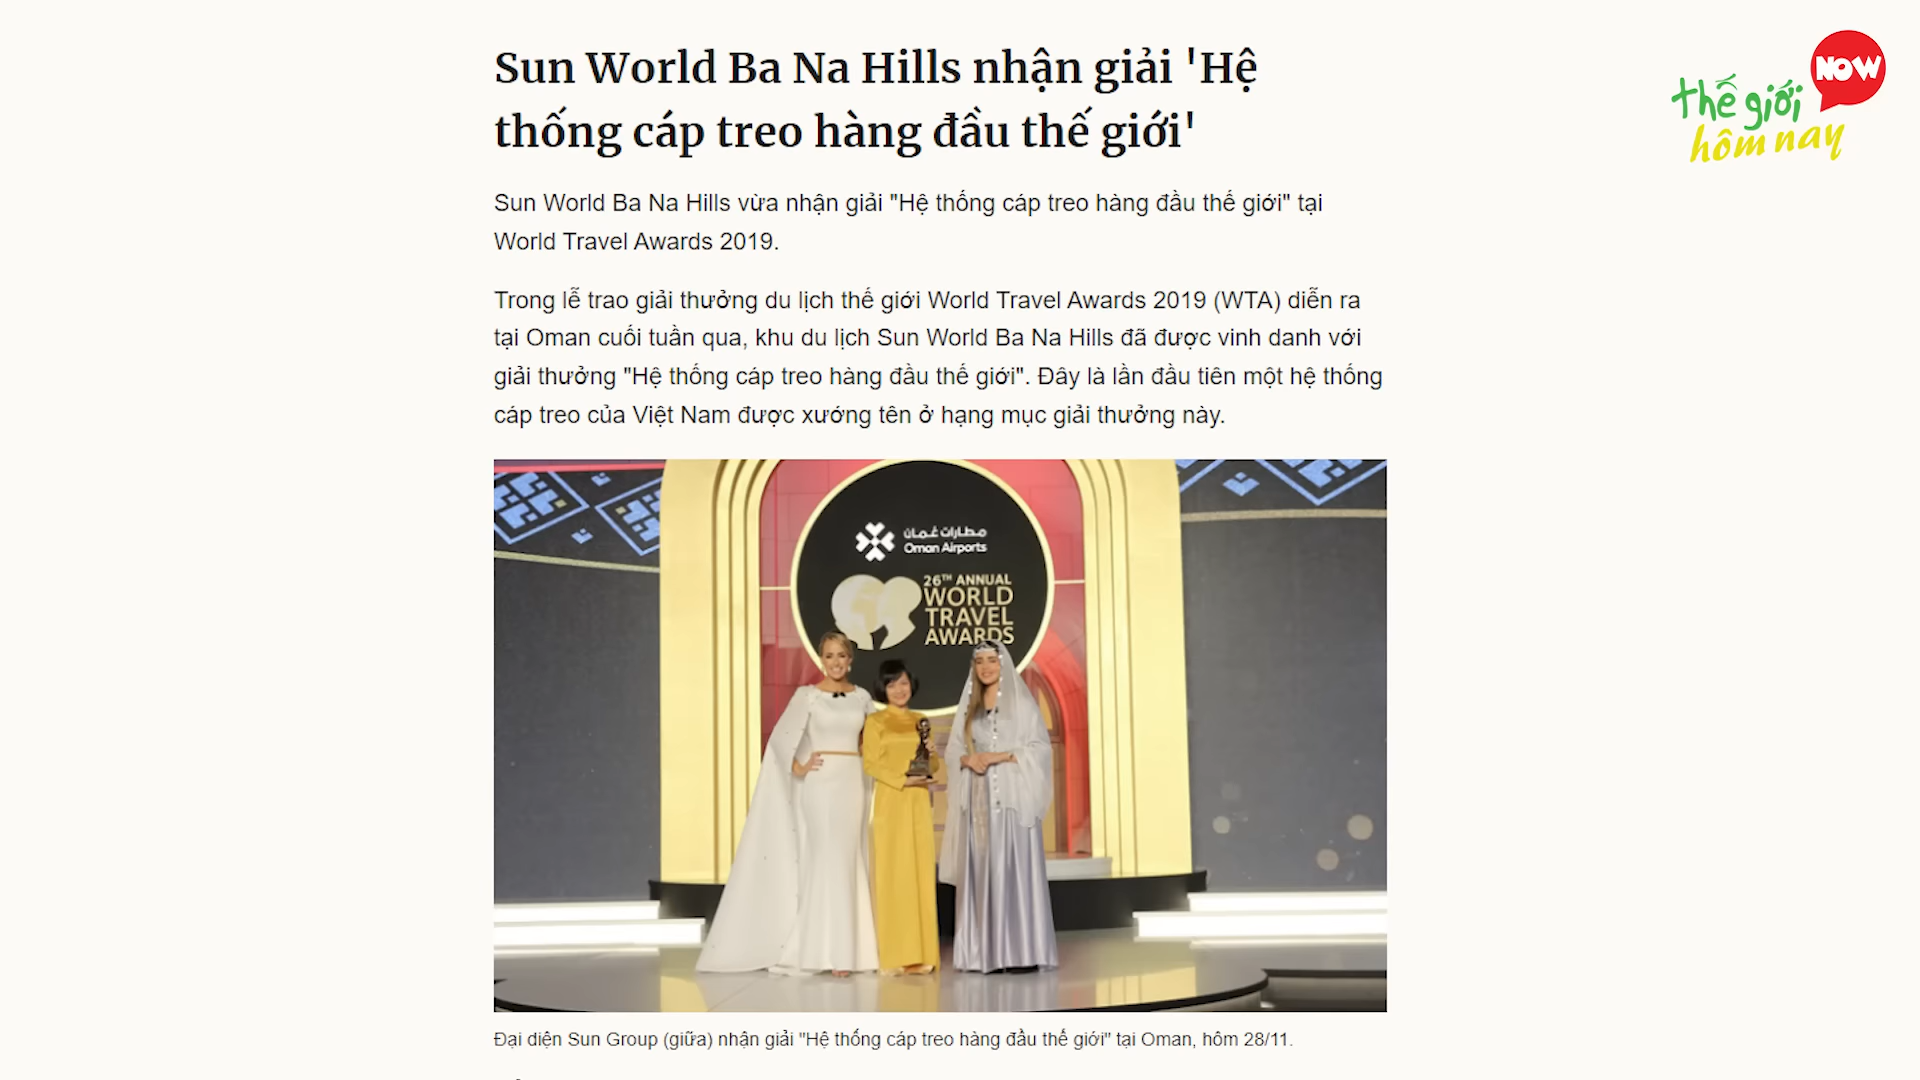 Sun World Ba Na Hills nhận giải 'Hệ
thống cáp treo hàng đầu thế giới'
NOW
thế giới
hôm nay
Sun World Ba Na Hills vừa nhận giải "Hệ thống cáp treo hàng đầu thế giới" tại
World Travel Awards 2019.
Trong lễ trao giải thưởng du lịch thế giới World Travel Awards 2019 (WTA) diễn ra
tại Oman cuối tuần qua, khu du lịch Sun World Ba Na Hills đã được vinh danh với
giải thưởng "Hệ thống cáp treo hàng đầu thế giới". Đây là lần đầu tiên một hệ thống
cáp treo của Việt Nam được xướng tên ở hạng mục giải thưởng này.
مطارات عُمان
Oman Airports
26TH ANNUAL
WORLD
TRAVEL
AWARDS
Đại diện Sun Group (giữa) nhận giải "Hệ thống cáp treo hàng đầu thế giới" tại Oman, hôm 28/11.